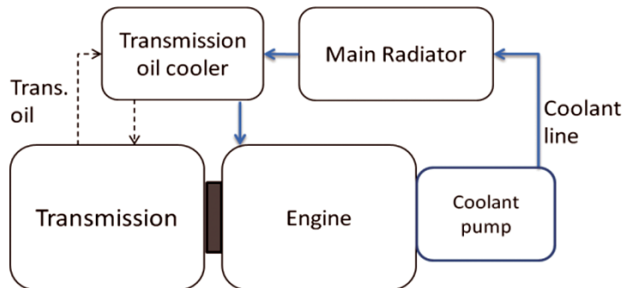 Transmission
oil cooler
Main Radiator
Trans.
oil
Coolant
line
Transmission
Engine
Coolant
pump